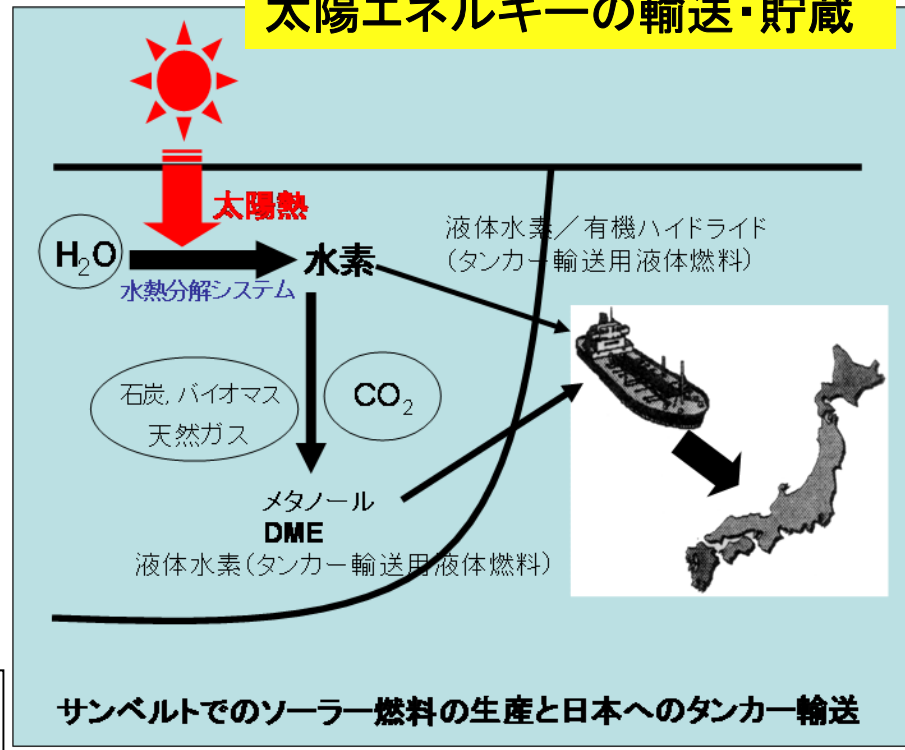 太陽エネルキーの輸送・貯蔵
太陽熱
H₂O
水素
水熱分解システム
液体水素／有機ハイドライド
（タンカー輸送用液体燃料）
石炭, バイオマス
天然ガス
CO₂
メタノール
DME
液体水素（タンカー輸送用液体燃料）
サンベルトでのソーラー燃料の生産と日本へのタンカー輸送